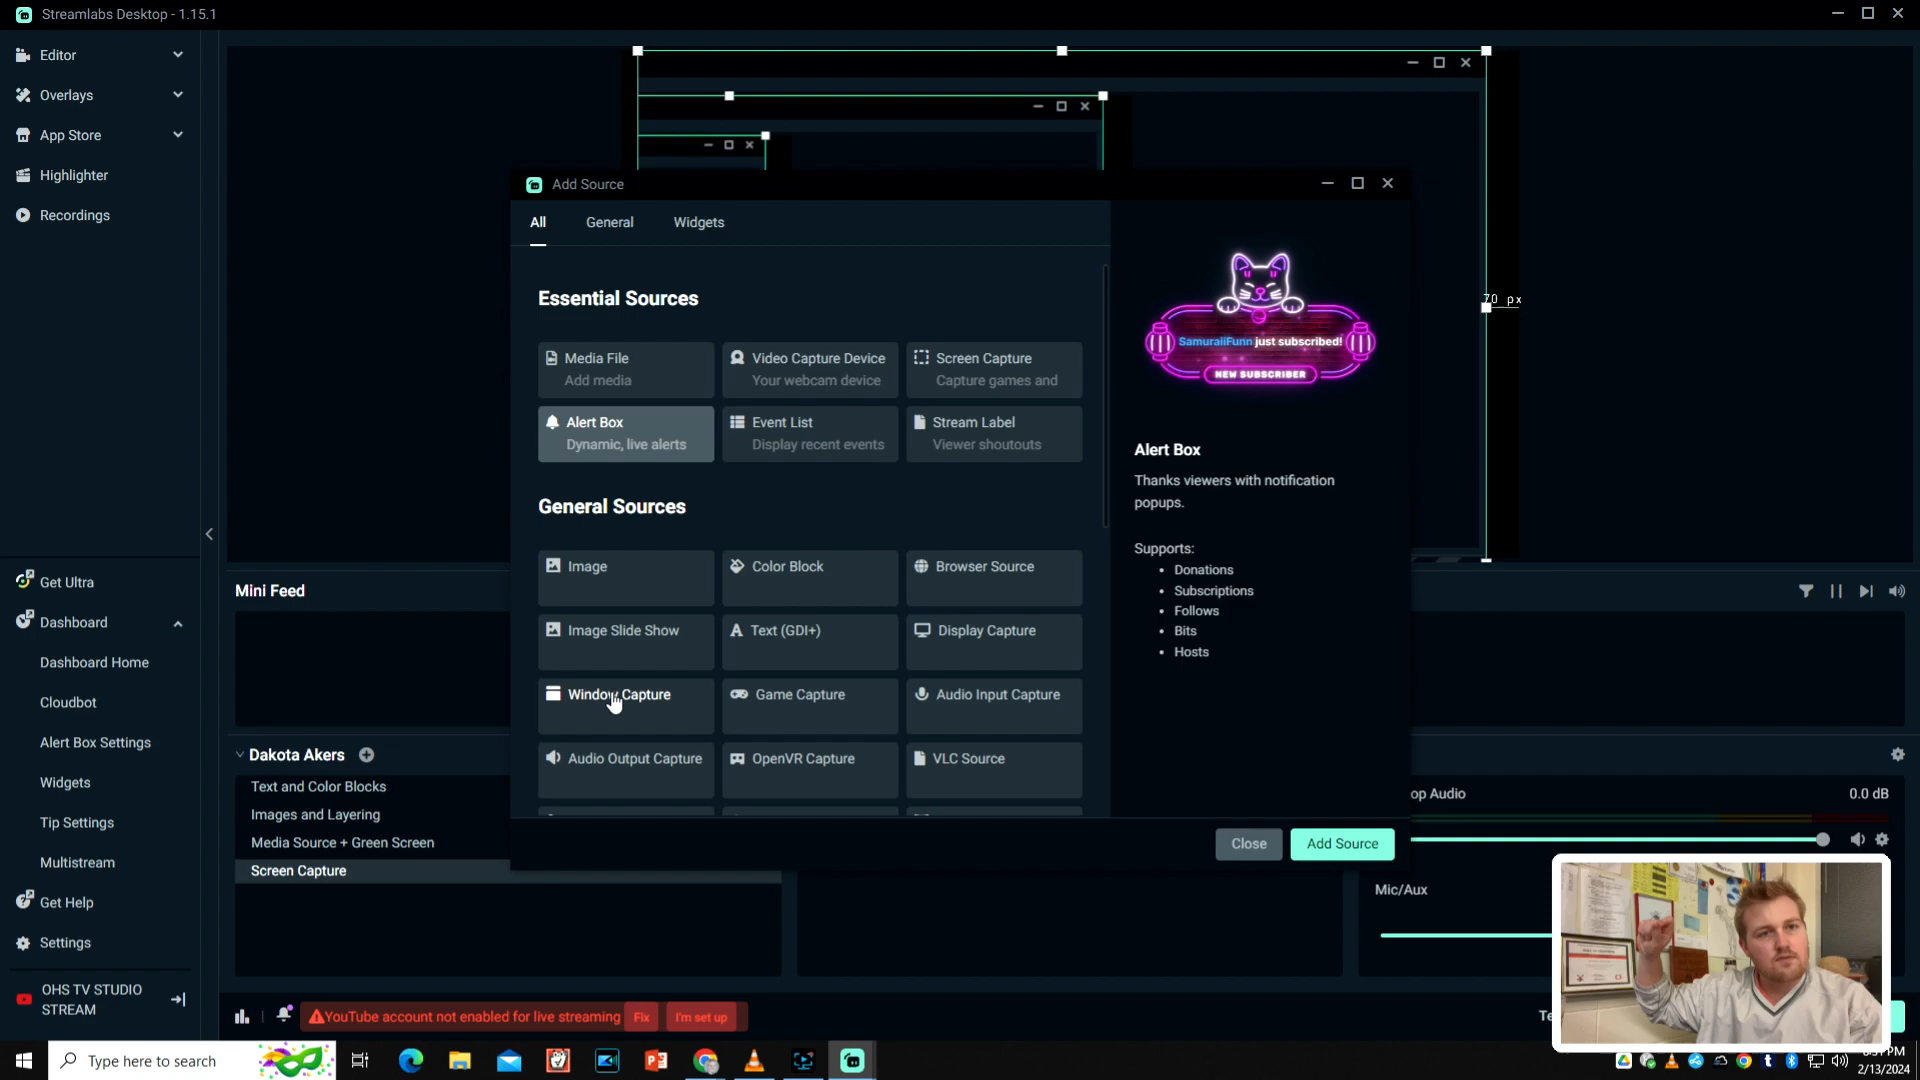 Streamlabs Desktop - 1.15.1
Editor
Overlays
App Store
Highlighter
Recordings
Get Ultra
Dashboard
Dashboard Home
Cloudbot
Alert Box Settings
Widgets
Tip Settings
Multistream
Get Help
Settings
OHS TV STUDIO
STREAM
70 px
Add Source
All
General
Widgets
Essential Sources
Media File
Add media
Video Capture Device
Your webcam device
Screen Capture
Capture games and
Alert Box
Dynamic, live alerts
Event List
Display recent events
Stream Label
Viewer shoutouts
General Sources
Image
Color Block
Browser Source
Image Slide Show
Text (GDI+)
Display Capture
Window Capture
Game Capture
Audio Input Capture
Audio Output Capture
OpenVR Capture
VLC Source
SamuraiiFunn just subscribed!
NEW SUBSCRIBER
Alert Box
Thanks viewers with notification
popups.
Supports:
• Donations
• Subscriptions
• Follows
• Bits
• Hosts
Close
Add Source
Mini Feed
Dakota Akers
Text and Color Blocks
Images and Layering
Media Source + Green Screen
Screen Capture
op Audio
0.0 dB
Mic/Aux
YouTube account not enabled for live streaming
Fix
I'm set up
Te
Type here to search
2/13/2024